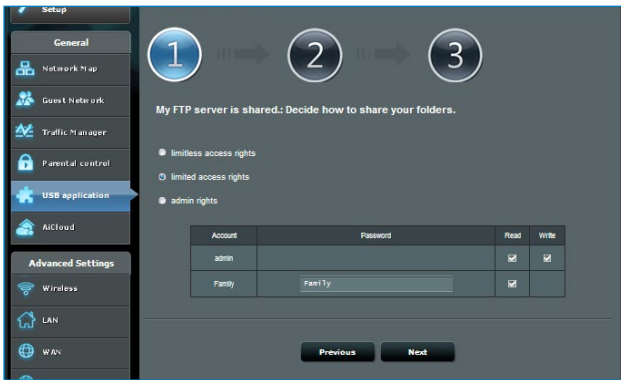 Setup
General
Network Map
Guest Network
Traffic Manager
Parental control
USB application
AiCloud
Advanced Settings
Wireless
LAN
WAN
1 2 3
My FTP server is shared.: Decide how to share your folders.
limitless access rights
limited access rights
admin rights
Account Password Read Write
admin
Family Family
Previous Next